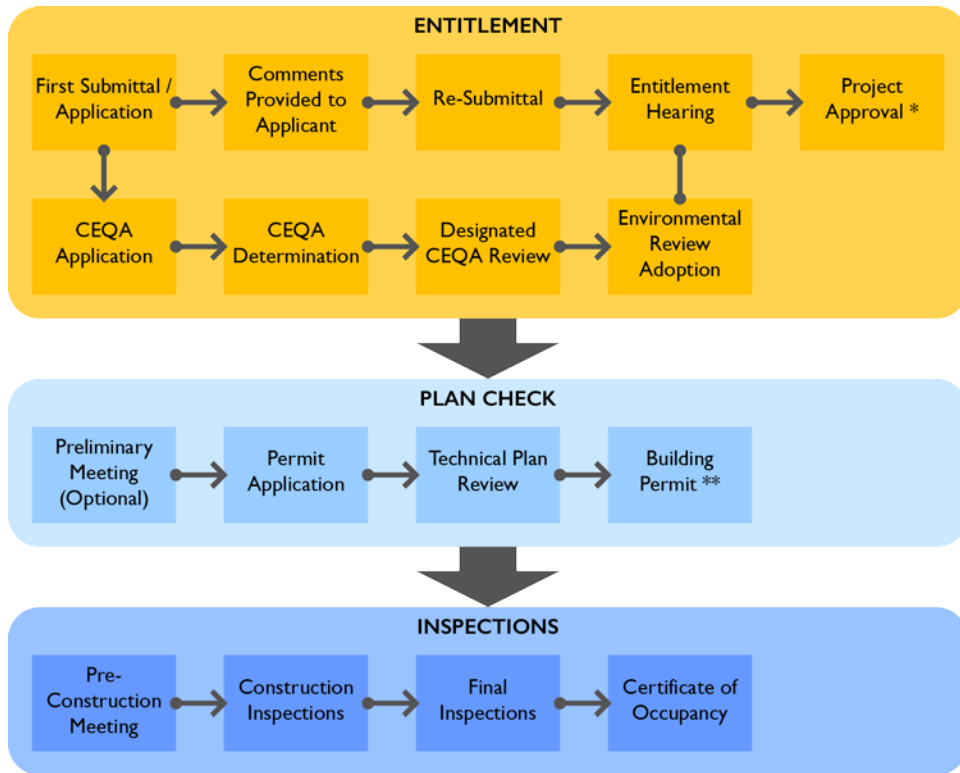 ENTITLEMENT
First Submittal /
Application
Comments
Provided to
Applicant
Re-Submittal
Entitlement
Hearing
Project
Approval *
CEQA
Application
CEQA
Determination
Designated
CEQA Review
Environmental
Review
Adoption
PLAN CHECK
Preliminary
Meeting
(Optional)
Permit
Application
Technical Plan
Review
Building
Permit **
INSPECTIONS
Pre-
Construction
Meeting
Construction
Inspections
Final
Inspections
Certificate of
Occupancy